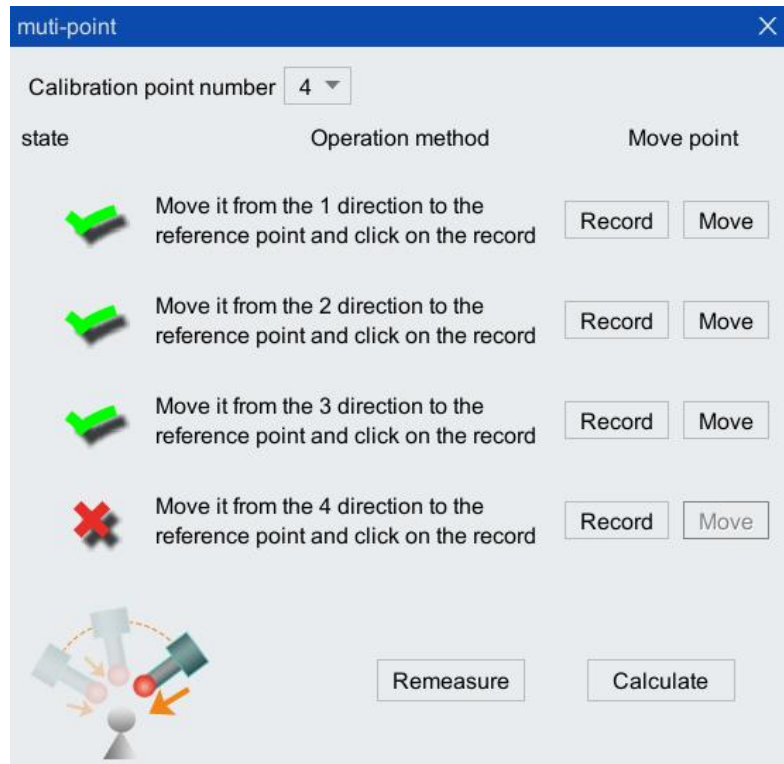 muti-point
Calibration point number 4
state Operation method Move point
Move it from the 1 direction to the
reference point and click on the record
Record Move
Move it from the 2 direction to the
reference point and click on the record
Record Move
Move it from the 3 direction to the
reference point and click on the record
Record Move
Move it from the 4 direction to the
reference point and click on the record
Record Move
Remeasure Calculate